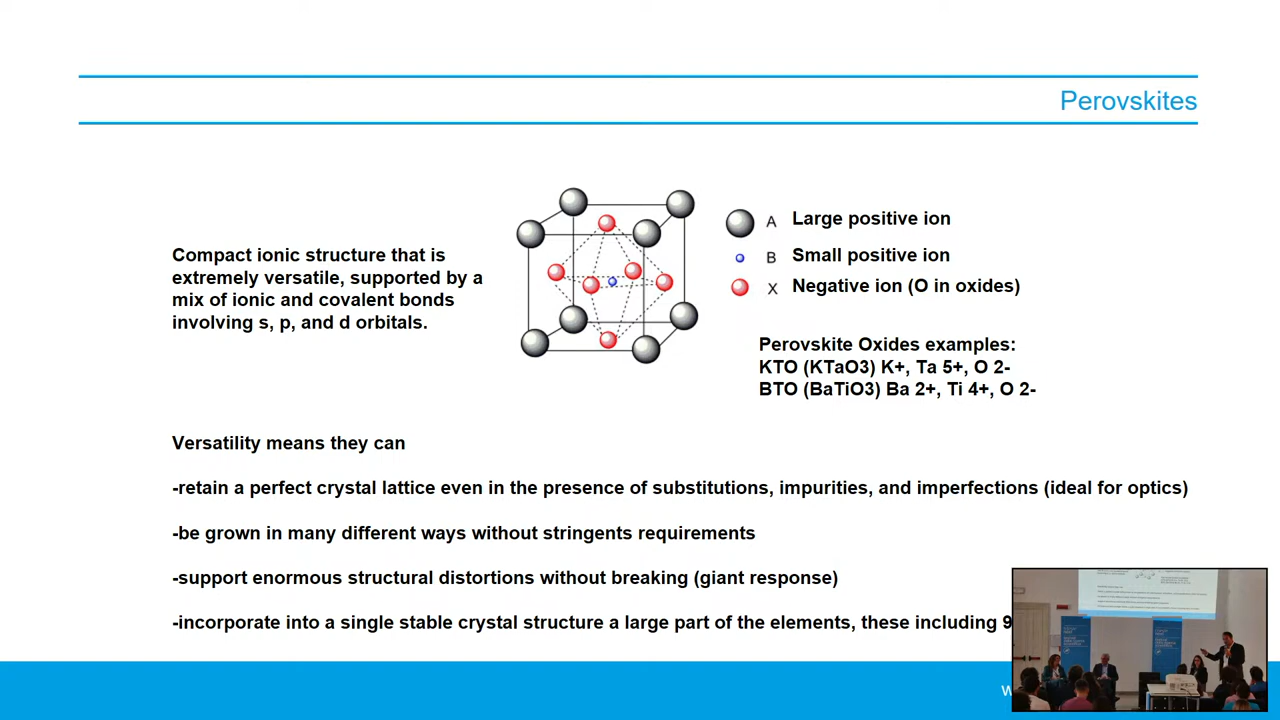 Perovskites
Compact ionic structure that is
extremely versatile, supported by a
mix of ionic and covalent bonds
involving s, p, and d orbitals.
A Large positive ion
B Small positive ion
X Negative ion (O in oxides)
Perovskite Oxides examples:
KTO (KTaO3) K+, Ta 5+, O 2-
BTO (BaTiO3) Ba 2+, Ti 4+, O 2-
Versatility means they can
-retain a perfect crystal lattice even in the presence of substitutions, impurities, and imperfections (ideal for optics)
-be grown in many different ways without stringents requirements
-support enormous structural distortions without breaking (giant response)
-incorporate into a single stable crystal structure a large part of the elements, these including 9